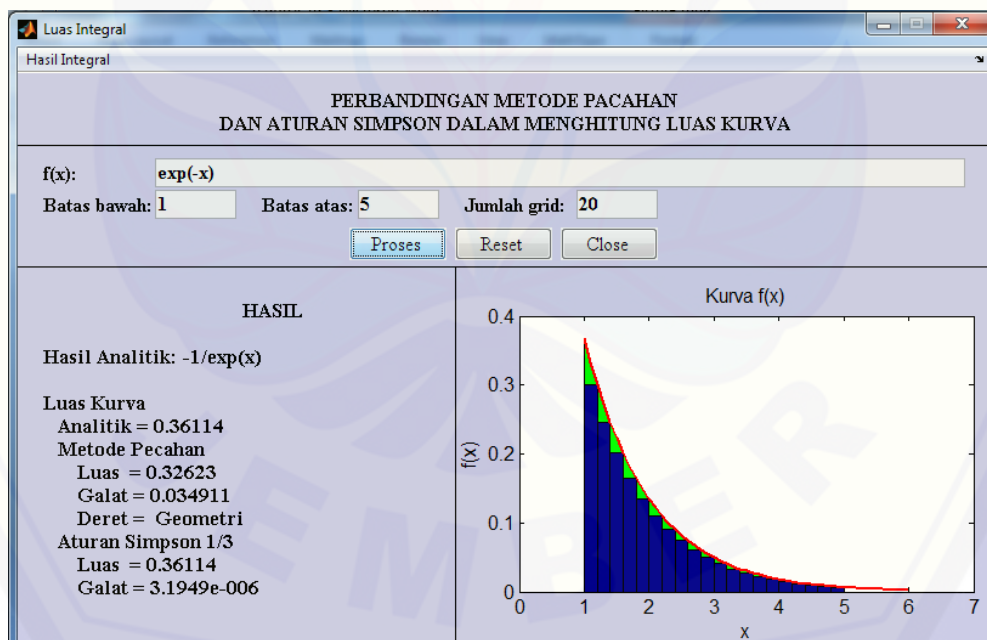 Luas Integral
Hasil Integral
PERBANDINGAN METODE PACAHAN
DAN ATURAN SIMPSON DALAM MENGHITUNG LUAS KURVA
f(x): exp(-x)
Batas bawah: 1 Batas atas: 5 Jumlah grid: 20
Proses Reset Close
HASIL
Hasil Analitik: -1/exp(x)
Luas Kurva
Analitik = 0.36114
Metode Pecahan
Luas = 0.32623
Galat = 0.034911
Deret = Geometri
Aturan Simpson 1/3
Luas = 0.36114
Galat = 3.1949e-006
Kurva f(x)
0.4
0.3
0.2
0.1
0
f(x)
0 1 2 3 4 5 6 7
x
JEMBER